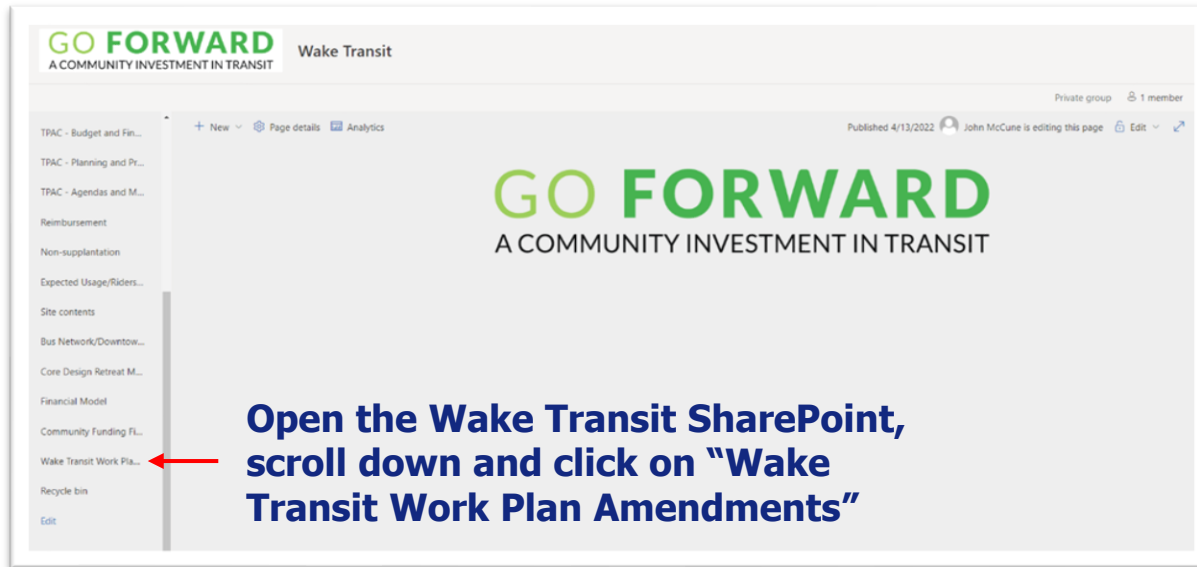 GO FORWARD
A COMMUNITY INVESTMENT IN TRANSIT
Wake Transit
Private group 1 member
New Page details Analytics
Published 4/13/2022 John McCune is editing this page Edit
TPAC - Budget and Fin...
TPAC - Planning and Pr...
TPAC - Agendas and M...
Reimbursement
Non-supplantation
Expected Usage/Riders...
Site contents
Bus Network/Downtow...
Core Design Retreat M...
Financial Model
Community Funding Fi...
Wake Transit Work Pla...
Recycle bin
Edit
GO FORWARD
A COMMUNITY INVESTMENT IN TRANSIT
Open the Wake Transit SharePoint,
scroll down and click on “Wake
Transit Work Plan Amendments”